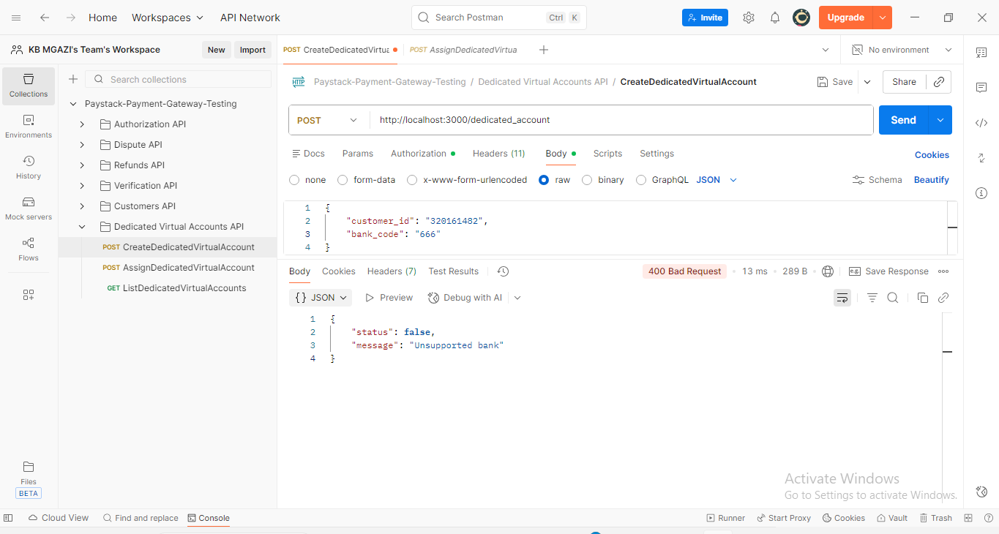 Home Workspaces API Network Search Postman Ctrl K Invite Upgrade
KB MGAZI's Team's Workspace New Import POST CreateDedicatedVirtua POST AssignDedicatedVirtua No environment
Collections
Environments
History
Mock servers
Flows
Files
BETA
Search collections
Paystack-Payment-Gateway-Testing
Authorization API
Dispute API
Refunds API
Verification API
Customers API
Dedicated Virtual Accounts API
POST CreateDedicatedVirtualAccount
POST AssignDedicatedVirtualAccount
GET ListDedicatedVirtualAccounts
HTTP Paystack-Payment-Gateway-Testing / Dedicated Virtual Accounts API / CreateDedicatedVirtualAccount Save Share
POST http://localhost:3000/dedicated_account Send
Docs Params Authorization Headers (11) Body Scripts Settings Cookies
none form-data x-www-form-urlencoded raw binary GraphQL JSON Schema Beautify
1 {
2 "customer_id": "320161482",
3 "bank_code": "666"
4 }
Body Cookies Headers (7) Test Results 400 Bad Request • 13 ms • 289 B e.g. Save Response
{} JSON Preview Debug with AI
1 {
2 "status": false,
3 "message": "Unsupported bank"
4 }
Activate Windows
Go to Settings to activate Windows.
Cloud View Find and replace Console Runner Start Proxy Cookies Vault Trash